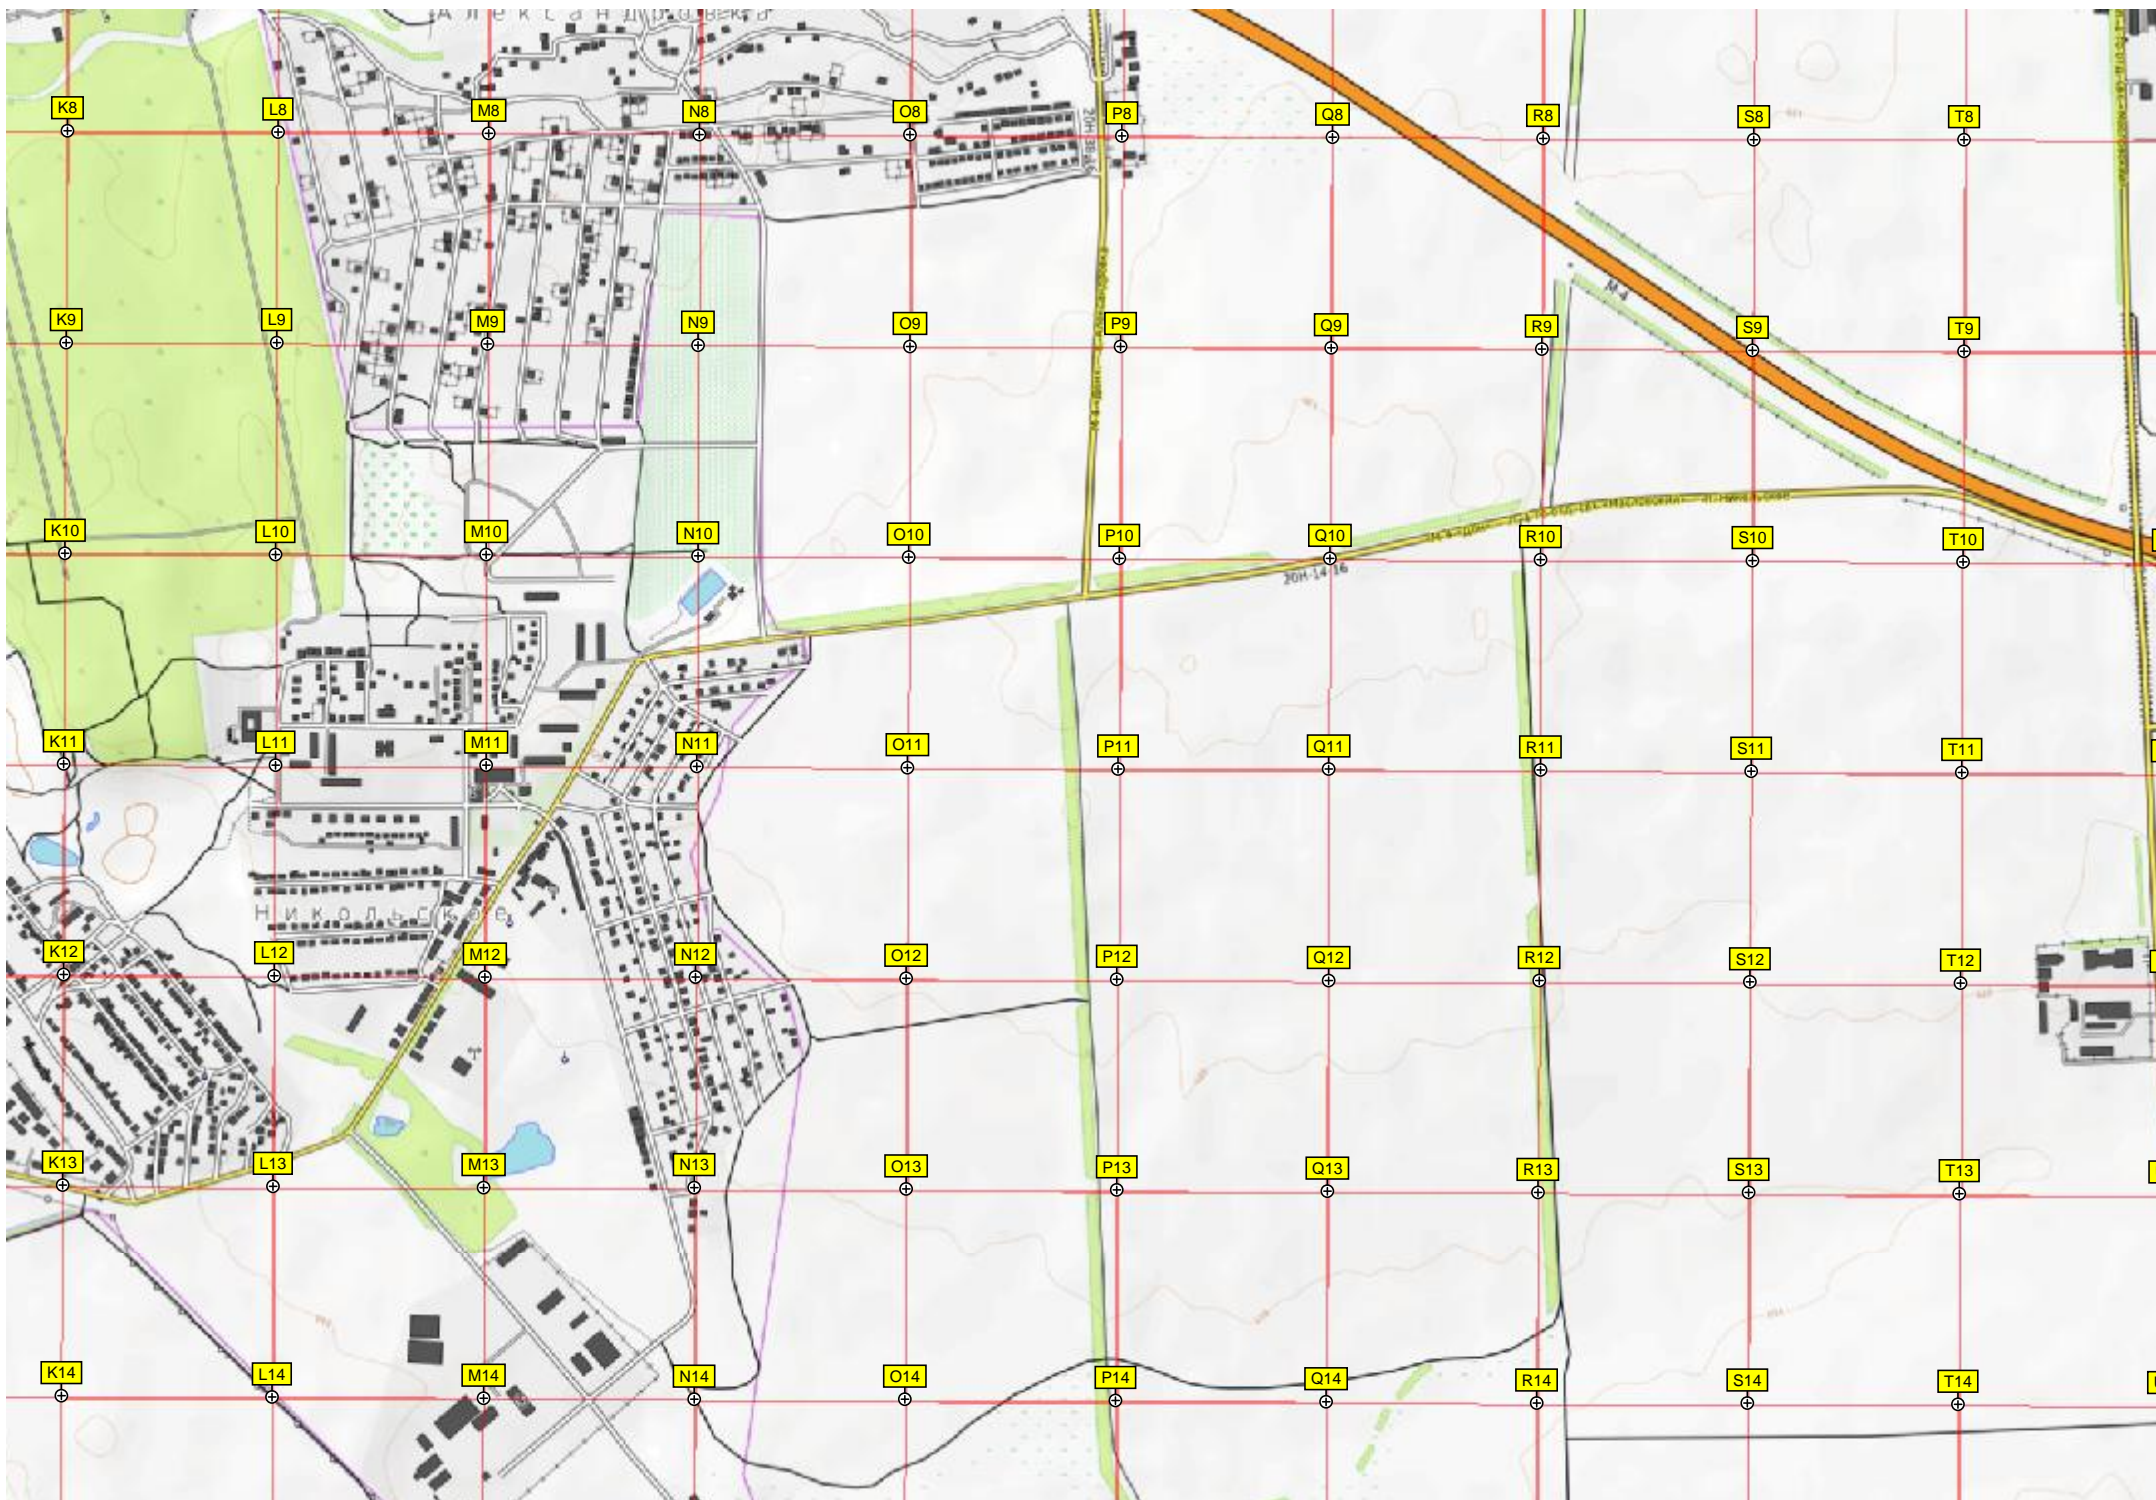 Александровка
K8 L8 M8 N8 O8 P8 Q8 R8 S8 T8
20Н-38-16
М-4
K9 L9 M9 N9 O9 P9 Q9 R9 S9 T9
K10 L10 M10 N10 O10 P10 Q10 R10 S10 T10
20Н-14-16
K11 L11 M11 N11 O11 P11 Q11 R11 S11 T11
Никольское
K12 L12 M12 N12 O12 P12 Q12 R12 S12 T12
K13 L13 M13 N13 O13 P13 Q13 R13 S13 T13
K14 L14 M14 N14 O14 P14 Q14 R14 S14 T14